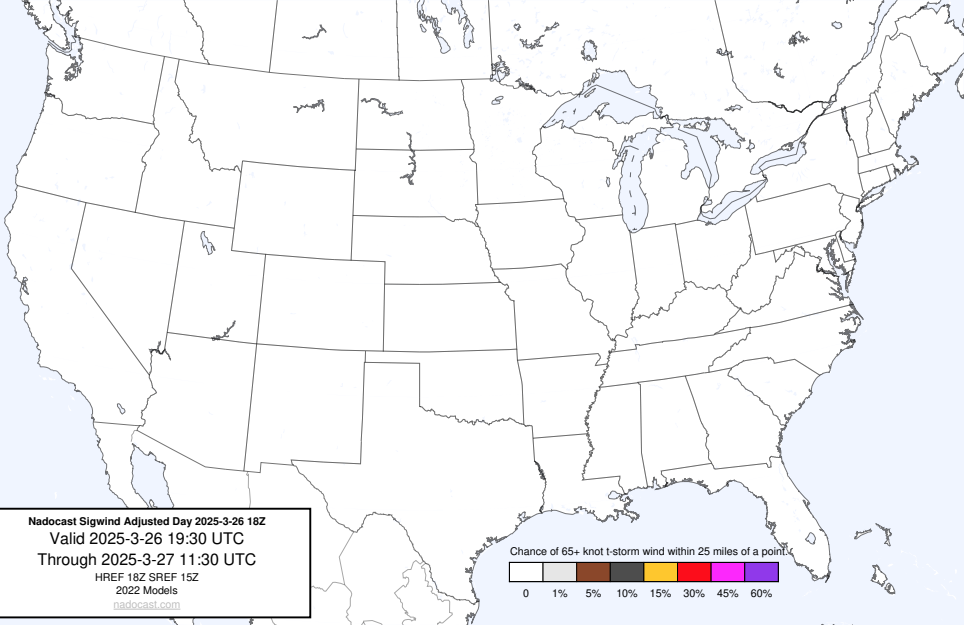 Nadocast Sigwind Adjusted Day 2025-3-26 18Z
Valid 2025-3-26 19:30 UTC
Through 2025-3-27 11:30 UTC
HREF 18Z SREF 15Z
2022 Models
nadocast.com
Chance of 65+ knot t-storm wind within 25 miles of a point.
0 1% 5% 10% 15% 30% 45% 60%